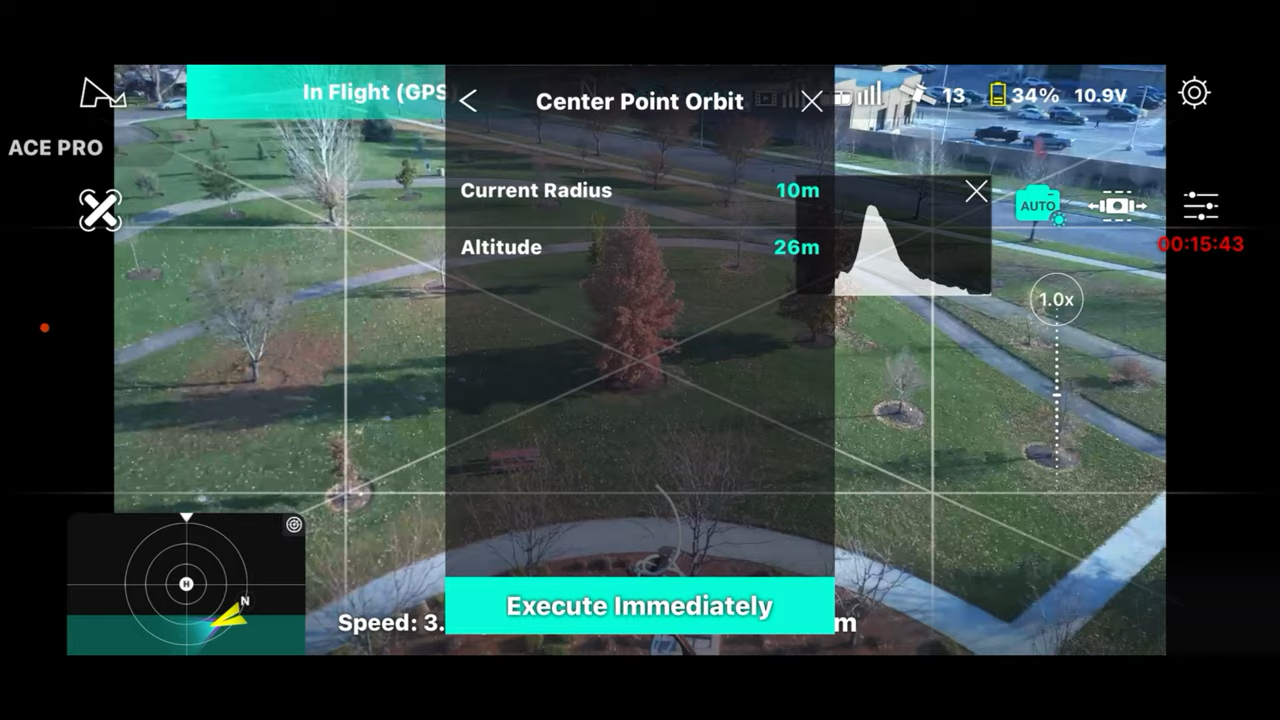 In Flight (GPS
Center Point Orbit
13
34%
10.9V
ACE PRO
Current Radius
10m
AUTO
00:15:43
Altitude
26m
1.0x
H
N
Execute Immediately
Speed: 3.
m